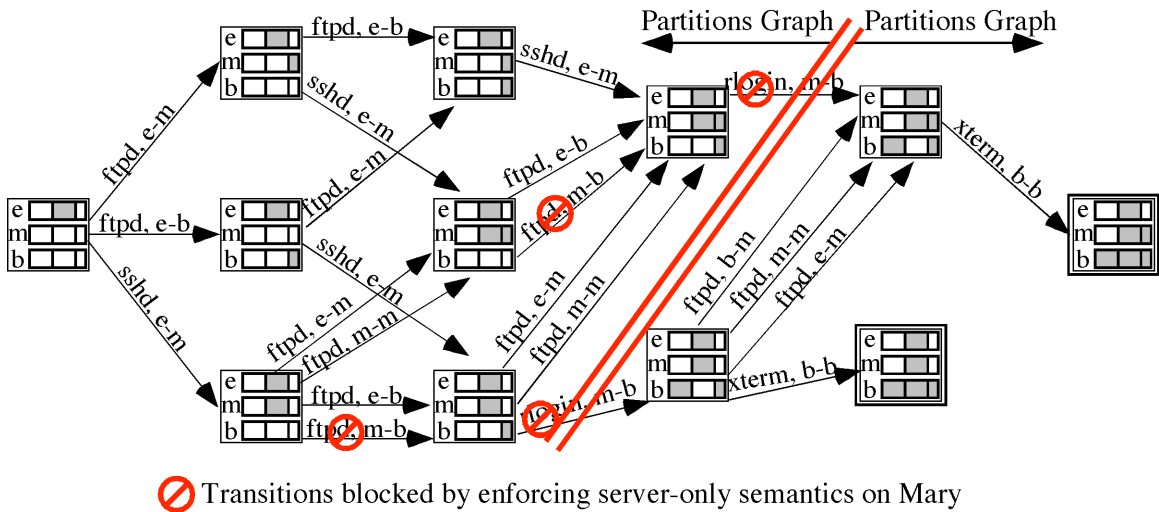 Partitions Graph Partitions Graph
ftpd, e-b
sshd, e-m
rlogin, m-b
e
m
b
e
m
b
e
m
b
e
m
b
sshd, e-m
ftpd, e-m
ftpd, e-b
xterm, b-b
ftpd, e-m
ftpd, m-b
e
m
b
ftpd, e-b
e
m
b
e
m
b
e
m
b
sshd, e-m
sshd, e-m
ftpd, e-m
ftpd, m-m
ftpd, e-m
ftpd, m-m
ftpd, b-m
ftpd, m-m
ftpd, e-m
e
m
b
ftpd, e-b
ftpd, m-b
e
m
b
rlogin, m-b
e
m
b
xterm, b-b
e
m
b
Transitions blocked by enforcing server-only semantics on Mary